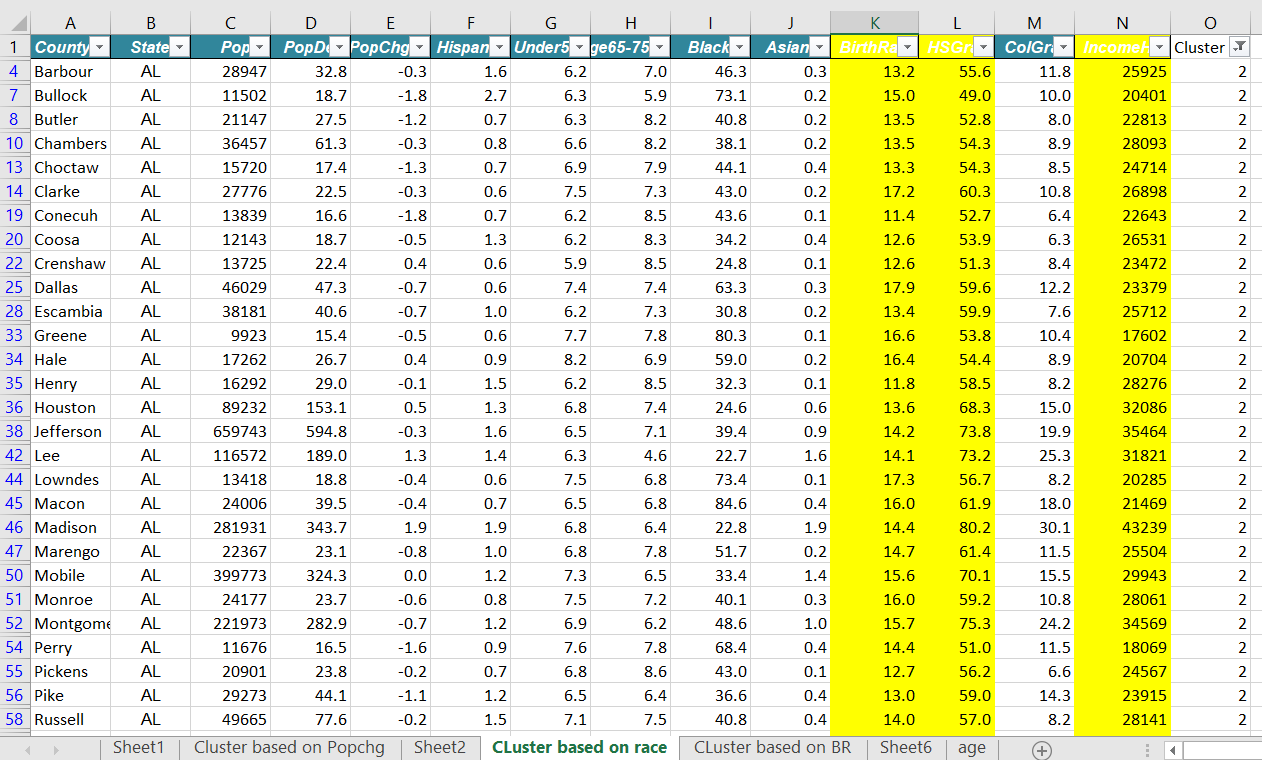 A B C D E F G H I J K L M N O
1 County State Pop PopDe PopChg Hispan Under5 ge65-75 Black Asian BirthRa HSGr ColGra IncomeH Cluster
4 Barbour AL 28947 32.8 -0.3 1.6 6.2 7.0 46.3 0.3 13.2 55.6 11.8 25925 2
7 Bullock AL 11502 18.7 -1.8 2.7 6.3 5.9 73.1 0.2 15.0 49.0 10.0 20401 2
8 Butler AL 21147 27.5 -1.2 0.7 6.3 8.2 40.8 0.2 13.5 52.8 8.0 22813 2
10 Chambers AL 36457 61.3 -0.3 0.8 6.6 8.2 38.1 0.2 13.5 54.3 8.9 28093 2
13 Choctaw AL 15720 17.4 -1.3 0.7 6.9 7.9 44.1 0.4 13.3 54.3 8.5 24714 2
14 Clarke AL 27776 22.5 -0.3 0.6 7.5 7.3 43.0 0.2 17.2 60.3 10.8 26898 2
19 Conecuh AL 13839 16.6 -1.8 0.7 6.2 8.5 43.6 0.1 11.4 52.7 6.4 22643 2
20 Coosa AL 12143 18.7 -0.5 1.3 6.2 8.3 34.2 0.4 12.6 53.9 6.3 26531 2
22 Crenshaw AL 13725 22.4 0.4 0.6 5.9 8.5 24.8 0.1 12.6 51.3 8.4 23472 2
25 Dallas AL 46029 47.3 -0.7 0.6 7.4 7.4 63.3 0.3 17.9 59.6 12.2 23379 2
28 Escambia AL 38181 40.6 -0.7 1.0 6.2 7.3 30.8 0.2 13.4 59.9 7.6 25712 2
33 Greene AL 9923 15.4 -0.5 0.6 7.7 7.8 80.3 0.1 16.6 53.8 10.4 17602 2
34 Hale AL 17262 26.7 0.4 0.9 8.2 6.9 59.0 0.2 16.4 54.4 8.9 20704 2
35 Henry AL 16292 29.0 -0.1 1.5 6.2 8.5 32.3 0.1 11.8 58.5 8.2 28276 2
36 Houston AL 89232 153.1 0.5 1.3 6.8 7.4 24.6 0.6 13.6 68.3 15.0 32086 2
38 Jefferson AL 659743 594.8 -0.3 1.6 6.5 7.1 39.4 0.9 14.2 73.8 19.9 35464 2
42 Lee AL 116572 189.0 1.3 1.4 6.3 4.6 22.7 1.6 14.1 73.2 25.3 31821 2
44 Lowndes AL 13418 18.8 -0.4 0.6 7.5 6.8 73.4 0.1 17.3 56.7 8.2 20285 2
45 Macon AL 24006 39.5 -0.4 0.7 6.5 6.8 84.6 0.4 16.0 61.9 18.0 21469 2
46 Madison AL 281931 343.7 1.9 1.9 6.8 6.4 22.8 1.9 14.4 80.2 30.1 43239 2
47 Marengo AL 22367 23.1 -0.8 1.0 6.8 7.8 51.7 0.2 14.7 61.4 11.5 25504 2
50 Mobile AL 399773 324.3 0.0 1.2 7.3 6.5 33.4 1.4 15.6 70.1 15.5 29943 2
51 Monroe AL 24177 23.7 -0.6 0.8 7.5 7.2 40.1 0.3 16.0 59.2 10.8 28061 2
52 Montgome AL 221973 282.9 -0.7 1.2 6.9 6.2 48.6 1.0 15.7 75.3 24.2 34569 2
54 Perry AL 11676 16.5 -1.6 0.9 7.6 7.8 68.4 0.4 14.4 51.0 11.5 18069 2
55 Pickens AL 20901 23.8 -0.2 0.7 6.8 8.6 43.0 0.1 12.7 56.2 6.6 24567 2
56 Pike AL 29273 44.1 -1.1 1.2 6.5 6.4 36.6 0.4 13.0 59.0 14.3 23915 2
58 Russell AL 49665 77.6 -0.2 1.5 7.1 7.5 40.8 0.4 14.0 57.0 8.2 28141 2
Sheet1 Cluster based on Popchg Sheet2 CLuster based on race CLuster based on BR Sheet6 age